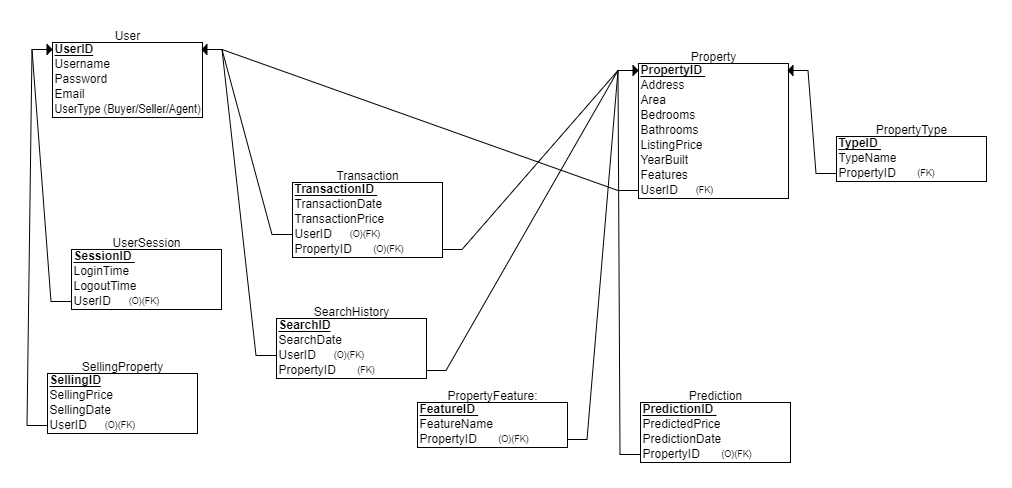 User
UserID
Username
Password
Email
UserType (Buyer/Seller/Agent)
Property
PropertyID
Address
Area
Bedrooms
Bathrooms
ListingPrice
YearBuilt
Features
UserID (FK)
PropertyType
TypeID
TypeName
PropertyID (FK)
Transaction
TransactionID
TransactionDate
TransactionPrice
UserID (O)(FK)
PropertyID (O)(FK)
UserSession
SessionID
LoginTime
LogoutTime
UserID (O)(FK)
SearchHistory
SearchID
SearchDate
UserID (O)(FK)
PropertyID (FK)
SellingProperty
SellingID
SellingPrice
SellingDate
UserID (O)(FK)
PropertyFeature:
FeatureID
FeatureName
PropertyID (O)(FK)
Prediction
PredictionID
PredictedPrice
PredictionDate
PropertyID (O)(FK)